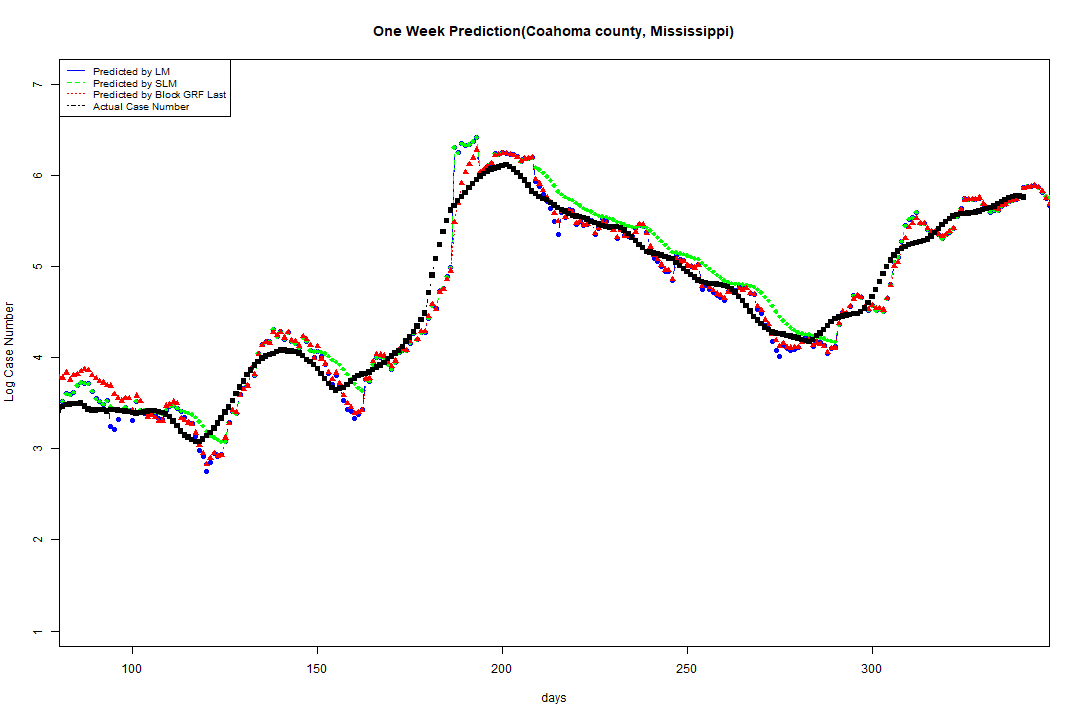 One Week Prediction(Coahoma county, Mississippi)
Predicted by LM
Predicted by SLM
Predicted by Block GRF Last
Actual Case Number
7
6
5
4
3
2
1
Log Case Number
100 150 200 250 300
days